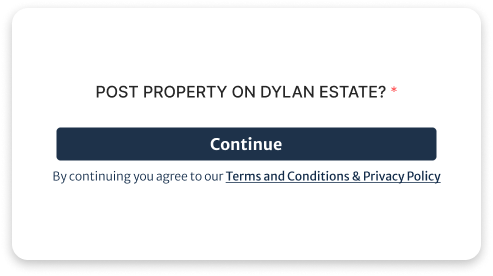 POST PROPERTY ON DYLAN ESTATE? *
Continue
By continuing you agree to our Terms and Conditions & Privacy Policy